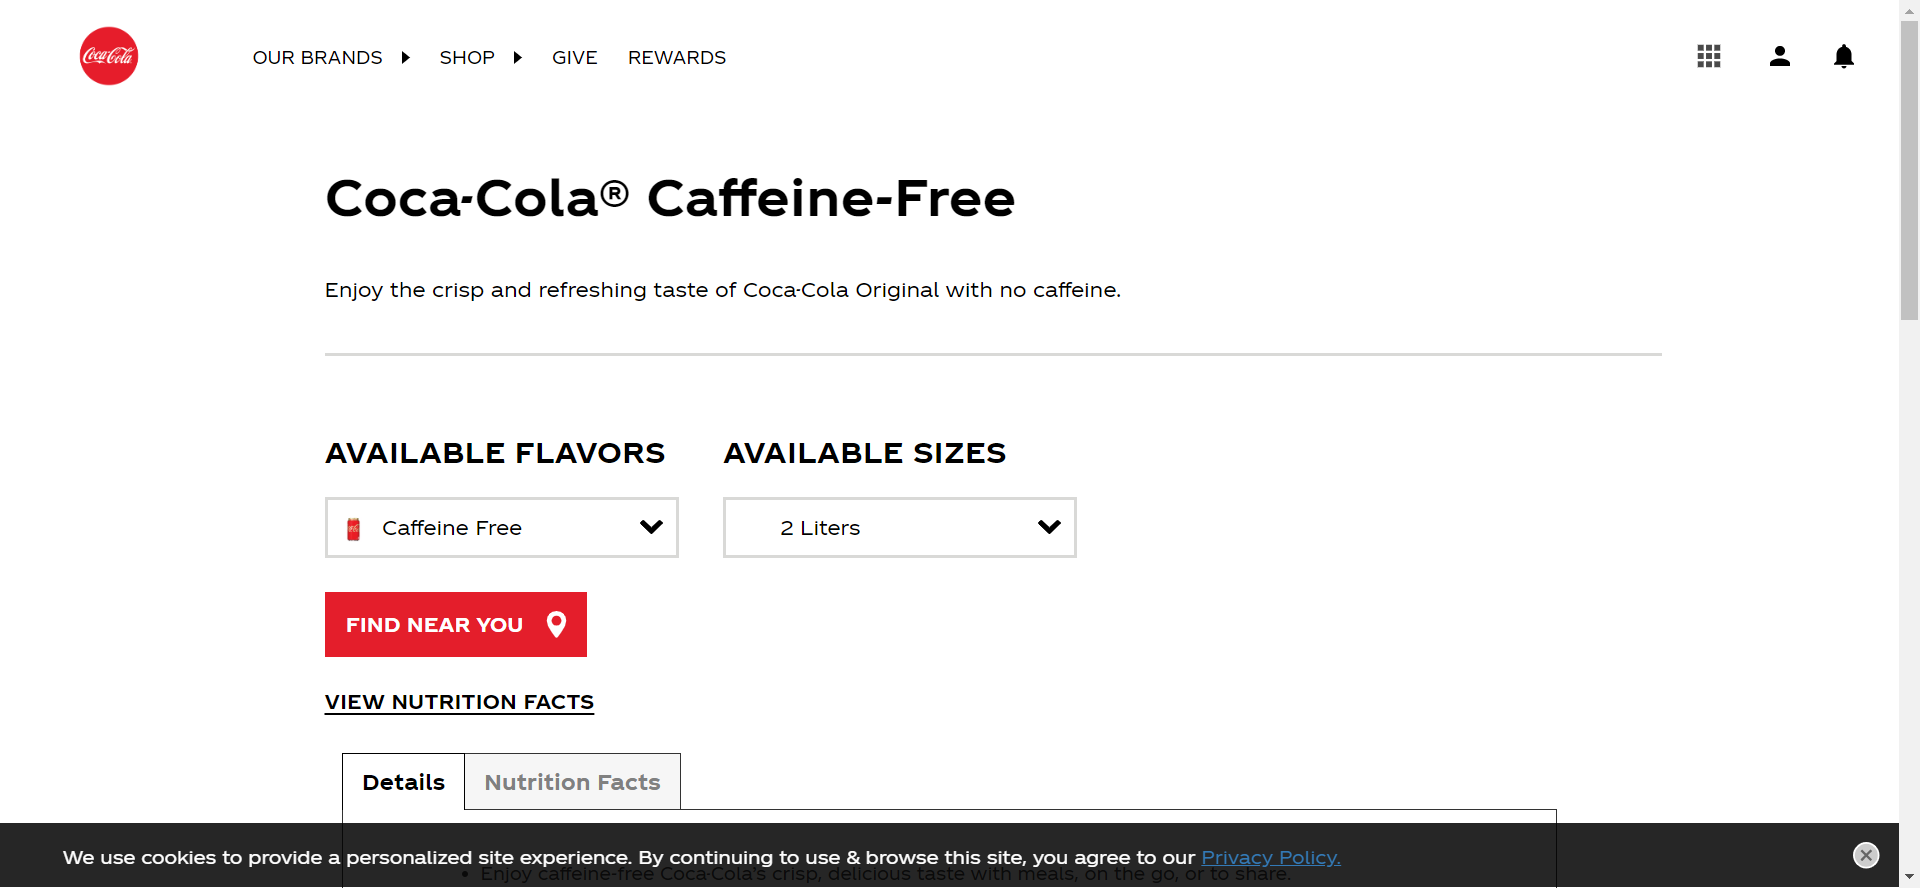 Coca-Cola
OUR BRANDS SHOP GIVE REWARDS
Coca-Cola® Caffeine-Free
Enjoy the crisp and refreshing taste of Coca-Cola Original with no caffeine.
AVAILABLE FLAVORS AVAILABLE SIZES
Caffeine Free 2 Liters
FIND NEAR YOU
VIEW NUTRITION FACTS
Details Nutrition Facts
We use cookies to provide a personalized site experience. By continuing to use & browse this site, you agree to our Privacy Policy.
• Enjoy caffeine-free Coca-Cola's crisp, delicious taste with meals, on the go, or to share.